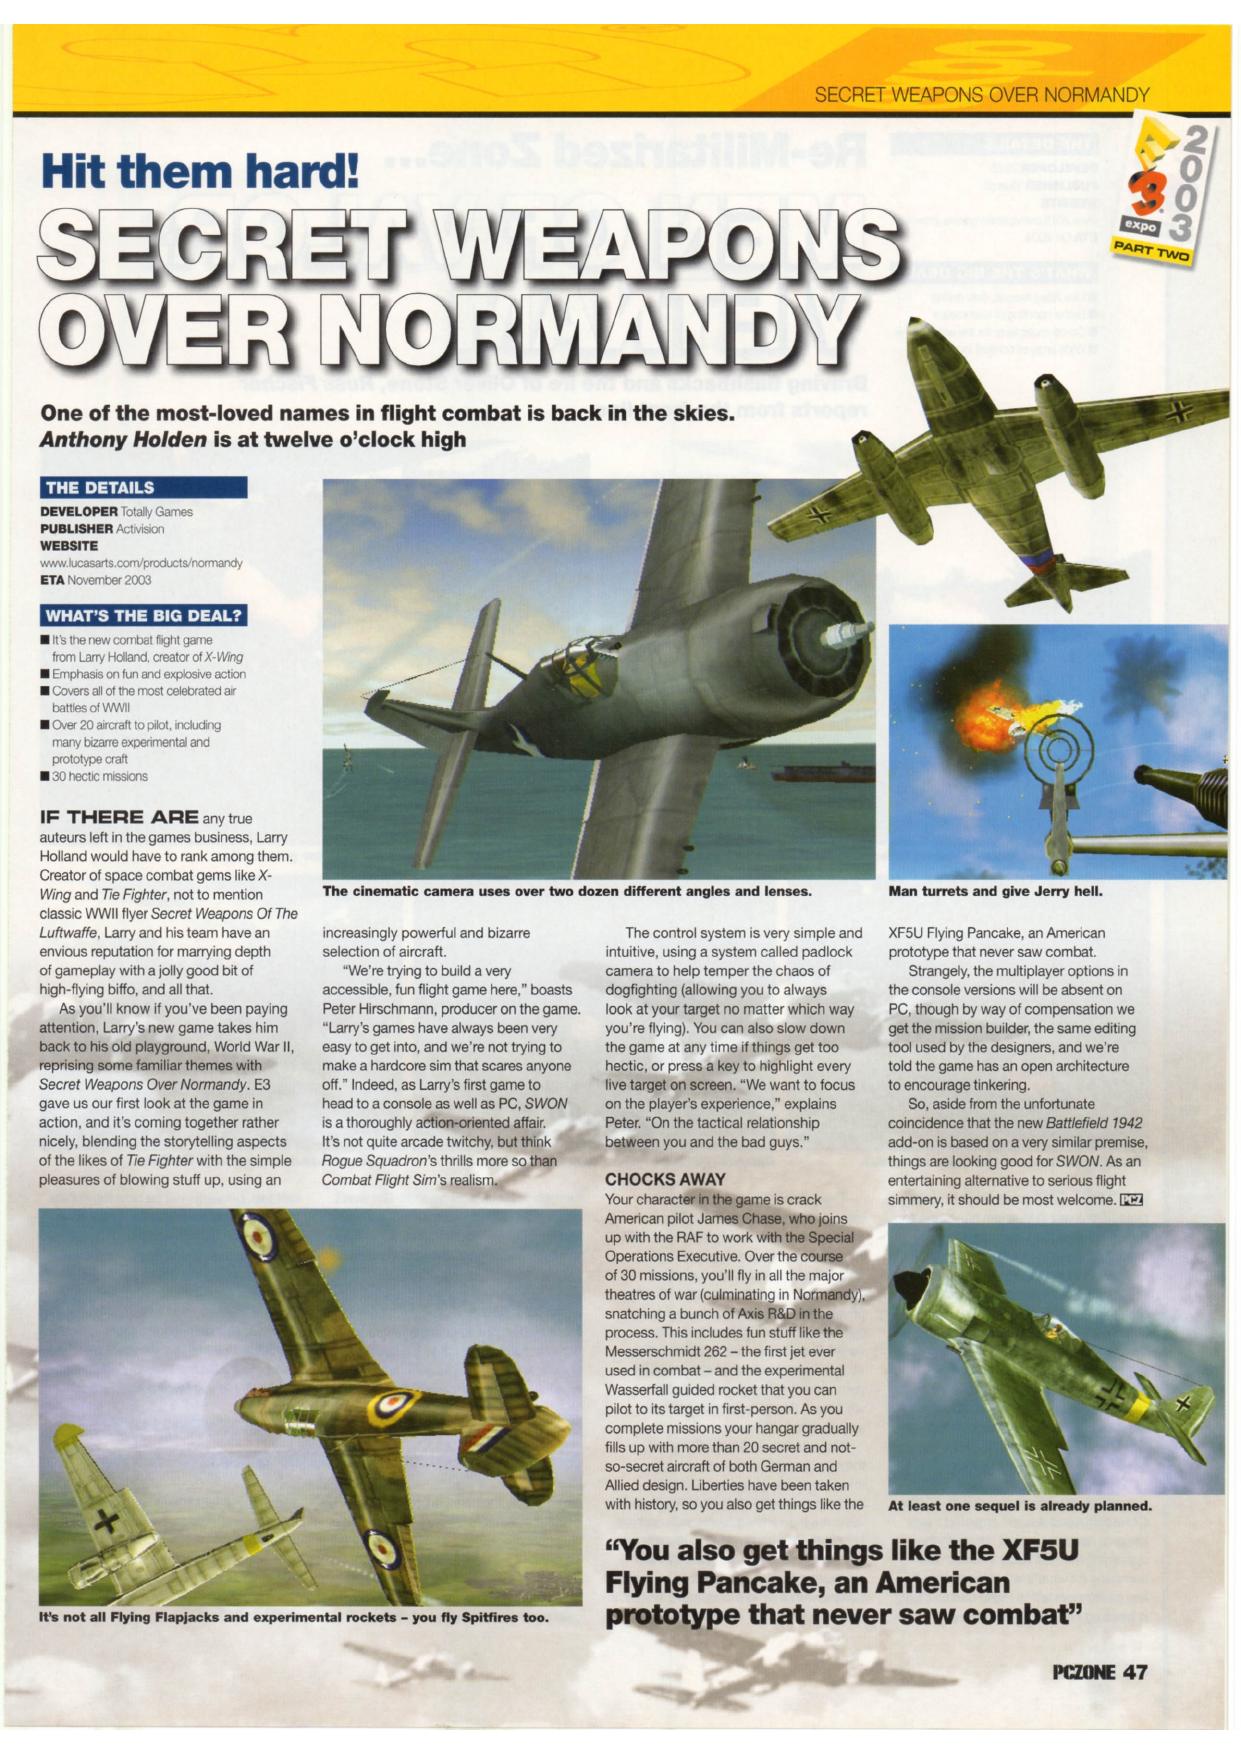 SECRET WEAPONS OVER NORMANDY
E3 2003
expo
PART TWO
Hit them hard!
SECRET WEAPONS
OVER NORMANDY
One of the most-loved names in flight combat is back in the skies.
Anthony Holden is at twelve o'clock high
THE DETAILS
DEVELOPER Totally Games
PUBLISHER Activision
WEBSITE
www.lucasarts.com/products/normandy
ETA November 2003
WHAT'S THE BIG DEAL?
■ It's the new combat flight game
from Larry Holland, creator of X-Wing
■ Emphasis on fun and explosive action
■ Covers all of the most celebrated air
battles of WWII
■ Over 20 aircraft to pilot, including
many bizarre experimental and
prototype craft
■ 30 hectic missions
The cinematic camera uses over two dozen different angles and lenses.
Man turrets and give Jerry hell.
IF THERE ARE any true
auteurs left in the games business, Larry
Holland would have to rank among them.
Creator of space combat gems like X-
Wing and Tie Fighter, not to mention
classic WWII flyer Secret Weapons Of The
Luftwaffe, Larry and his team have an
envious reputation for marrying depth
of gameplay with a jolly good bit of
high-flying biffo, and all that.
As you'll know if you've been paying
attention, Larry's new game takes him
back to his old playground, World War II,
reprising some familiar themes with
Secret Weapons Over Normandy. E3
gave us our first look at the game in
action, and it's coming together rather
nicely, blending the storytelling aspects
of the likes of Tie Fighter with the simple
pleasures of blowing stuff up, using an
increasingly powerful and bizarre
selection of aircraft.
"We're trying to build a very
accessible, fun flight game here," boasts
Peter Hirschmann, producer on the game.
"Larry's games have always been very
easy to get into, and we're not trying to
make a hardcore sim that scares anyone
off." Indeed, as Larry's first game to
head to a console as well as PC, SWON
is a thoroughly action-oriented affair.
It's not quite arcade twitchy, but think
Rogue Squadron's thrills more so than
Combat Flight Sim's realism.
The control system is very simple and
intuitive, using a system called padlock
camera to help temper the chaos of
dogfighting (allowing you to always
look at your target no matter which way
you're flying). You can also slow down
the game at any time if things get too
hectic, or press a key to highlight every
live target on screen. "We want to focus
on the player's experience," explains
Peter. "On the tactical relationship
between you and the bad guys."
CHOCKS AWAY
Your character in the game is crack
American pilot James Chase, who joins
up with the RAF to work with the Special
Operations Executive. Over the course
of 30 missions, you'll fly in all the major
theatres of war (culminating in Normandy),
snatching a bunch of Axis R&D in the
process. This includes fun stuff like the
Messerschmidt 262 – the first jet ever
used in combat – and the experimental
Wasserfall guided rocket that you can
pilot to its target in first-person. As you
complete missions your hangar gradually
fills up with more than 20 secret and not-
so-secret aircraft of both German and
Allied design. Liberties have been taken
with history, so you also get things like the
XF5U Flying Pancake, an American
prototype that never saw combat.
Strangely, the multiplayer options in
the console versions will be absent on
PC, though by way of compensation we
get the mission builder, the same editing
tool used by the designers, and we're
told the game has an open architecture
to encourage tinkering.
So, aside from the unfortunate
coincidence that the new Battlefield 1942
add-on is based on a very similar premise,
things are looking good for SWON. As an
entertaining alternative to serious flight
simmery, it should be most welcome. PCZ
It's not all Flying Flapjacks and experimental rockets – you fly Spitfires too.
At least one sequel is already planned.
"You also get things like the XF5U
Flying Pancake, an American
prototype that never saw combat"
PCZONE 47